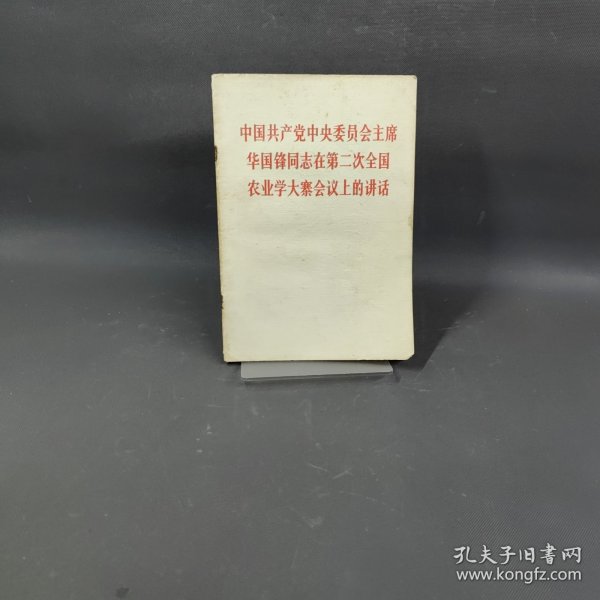 中国共产党中央委员会主席
华国锋同志在第二次全国
农业学大寨会议上的讲话
孔夫子旧書网
www.kongfz.com